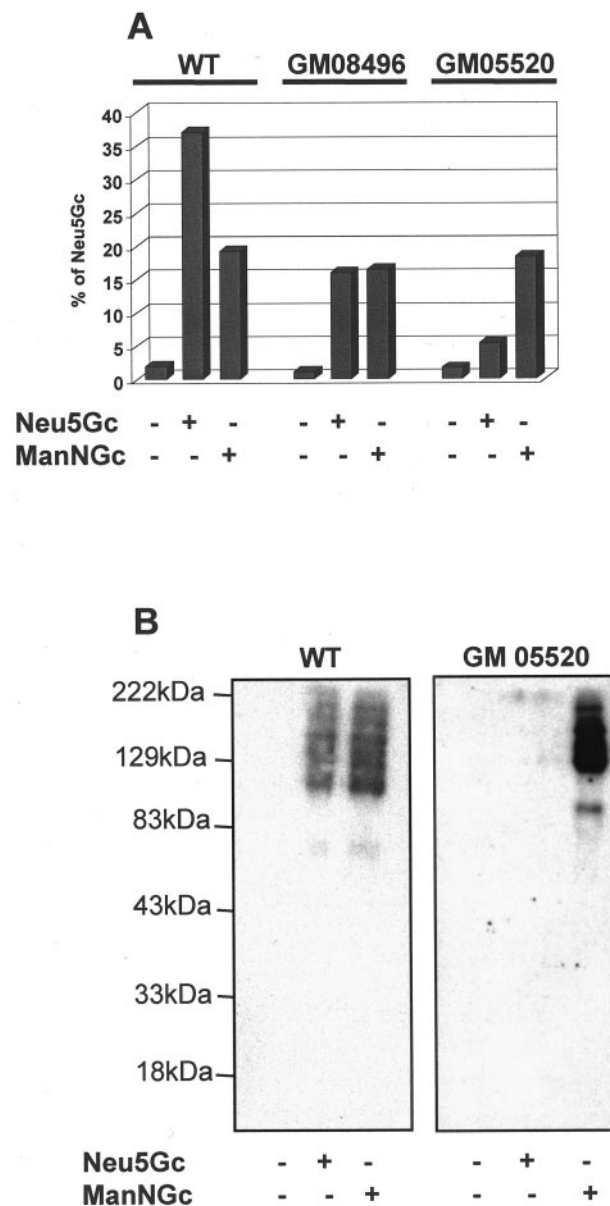 A
WT GM08496 GM05520
% of Neu5Gc
40
35
30
25
20
15
10
5
0
Neu5Gc - + - - + - - + -
ManNGc - - + - - + - - +
B
WT GM 05520
222kDa
129kDa
83kDa
43kDa
33kDa
18kDa
Neu5Gc - + - - + -
ManNGc - - + - - +